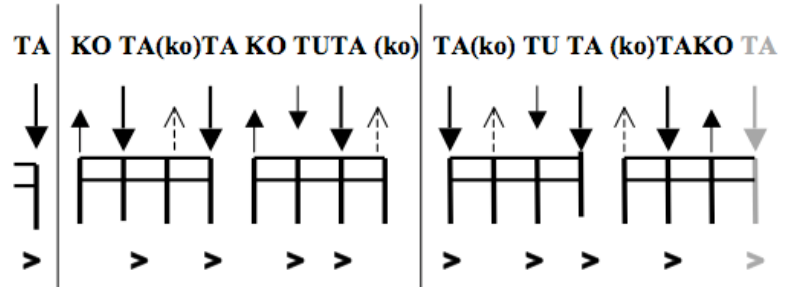 TA KO TA(ko)TA KO TUTA (ko) TA(ko) TU TA (ko)TAKO TA
> > > > > > > > > >